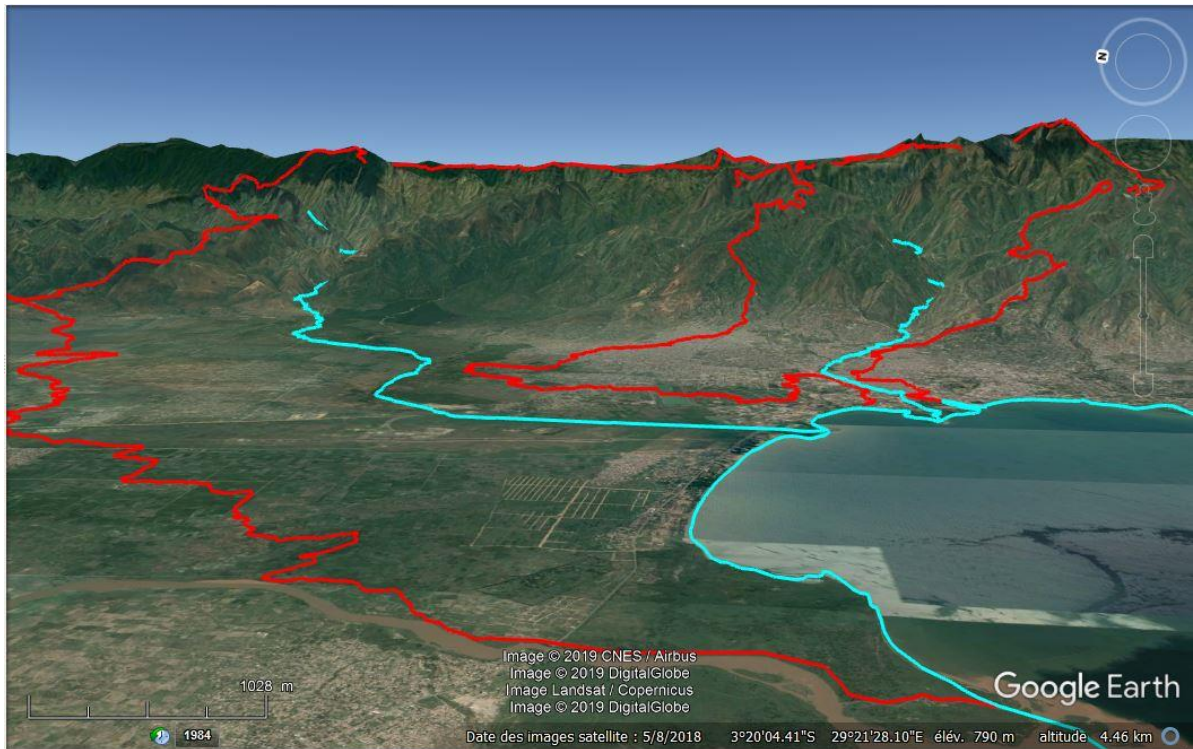 N
Image © 2019 CNES / Airbus
Image © 2019 DigitalGlobe
Image Landsat / Copernicus
Image © 2019 DigitalGlobe
Google Earth
1028 m
1984
Date des images satellite : 5/8/2018 3°20'04.41"S 29°21'28.10"E élév. 790 m altitude 4.46 km